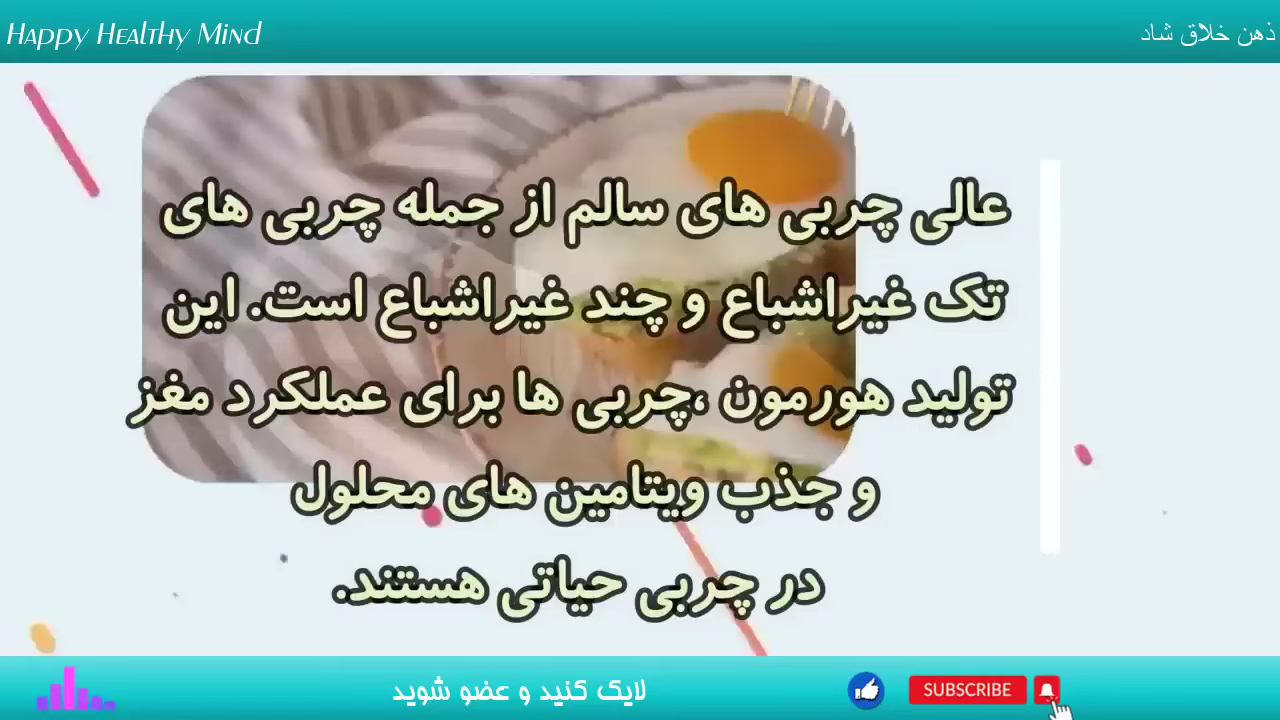 Happy Healthy Mind
ذهن خلاق شاد
عالی چربی های سالم از جمله چربی های
تک غیراشباع و چند غیراشباع است. این
تولید هورمون ،چربی ها برای عملکرد مغز
و جذب ویتامین های محلول
در چربی حیاتی هستند.
لایک کنید و عضو شوید
SUBSCRIBE